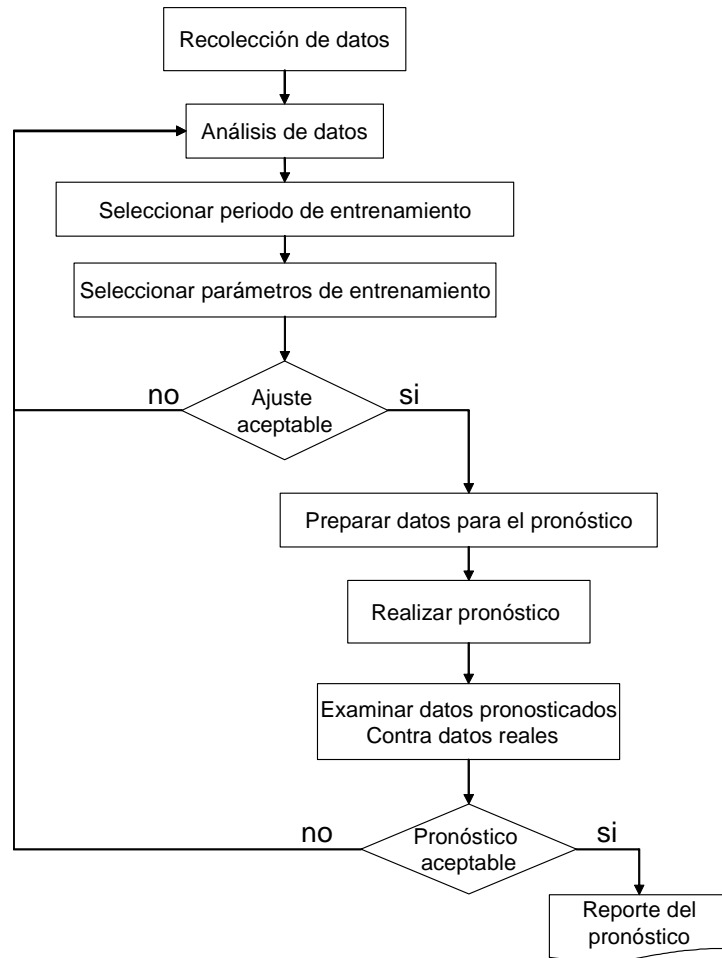 Recolección de datos
Análisis de datos
Seleccionar periodo de entrenamiento
Seleccionar parámetros de entrenamiento
no
Ajuste
aceptable
si
Preparar datos para el pronóstico
Realizar pronóstico
Examinar datos pronosticados
Contra datos reales
no
Pronóstico
aceptable
si
Reporte del
pronóstico